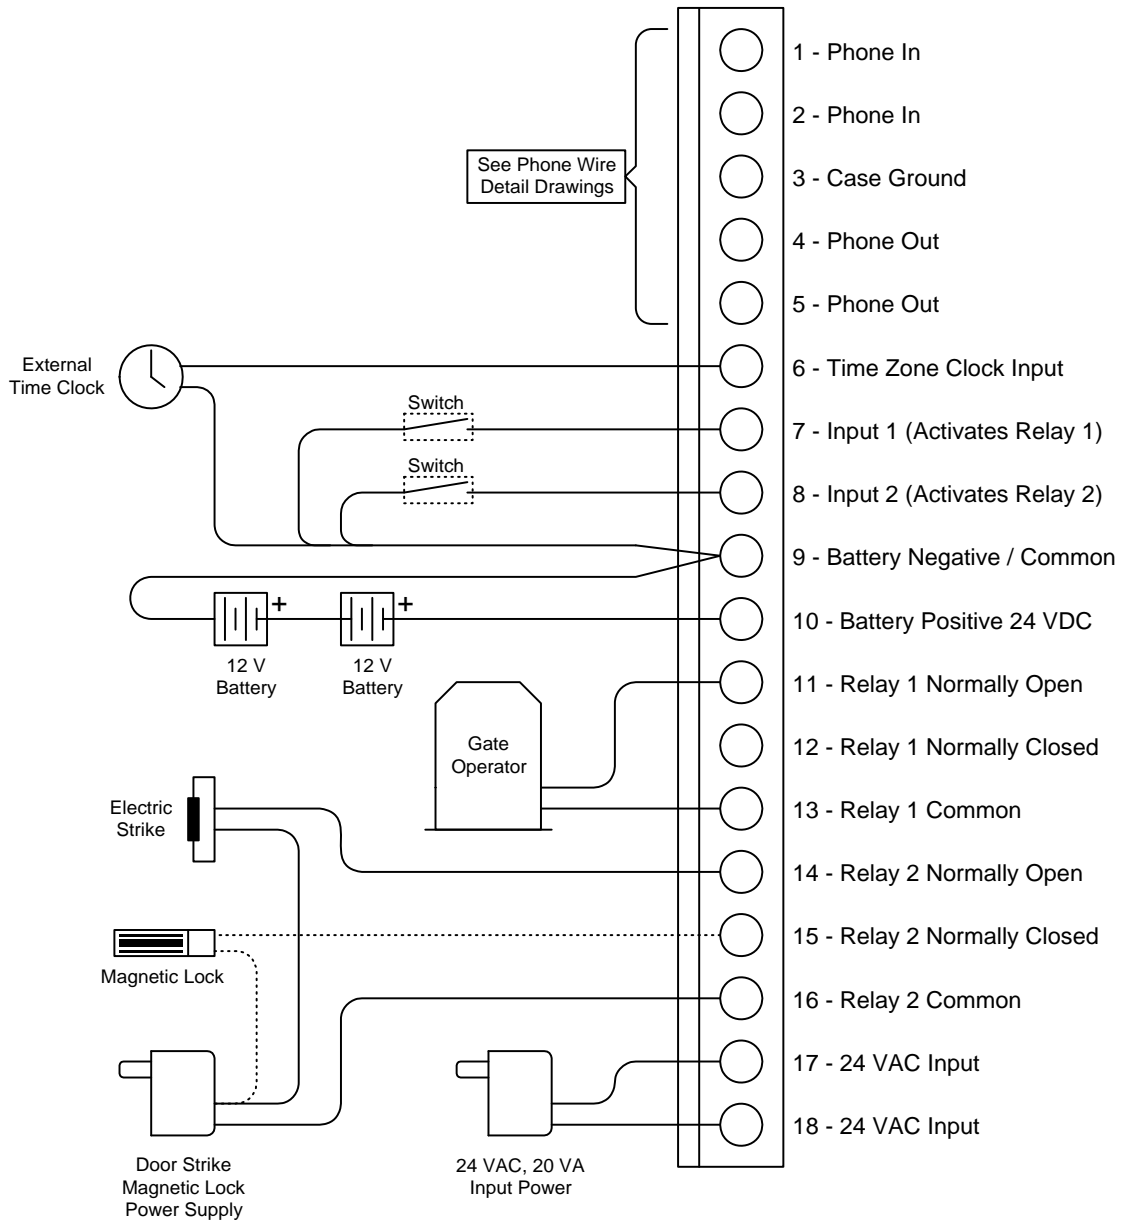 1 - Phone In
2 - Phone In
See Phone Wire
Detail Drawings
3 - Case Ground
4 - Phone Out
5 - Phone Out
External
Time Clock
6 - Time Zone Clock Input
Switch
7 - Input 1 (Activates Relay 1)
Switch
8 - Input 2 (Activates Relay 2)
9 - Battery Negative / Common
+
+
10 - Battery Positive 24 VDC
12 V
Battery
12 V
Battery
11 - Relay 1 Normally Open
Gate
Operator
12 - Relay 1 Normally Closed
Electric
Strike
13 - Relay 1 Common
14 - Relay 2 Normally Open
15 - Relay 2 Normally Closed
Magnetic Lock
16 - Relay 2 Common
17 - 24 VAC Input
18 - 24 VAC Input
Door Strike
Magnetic Lock
Power Supply
24 VAC, 20 VA
Input Power